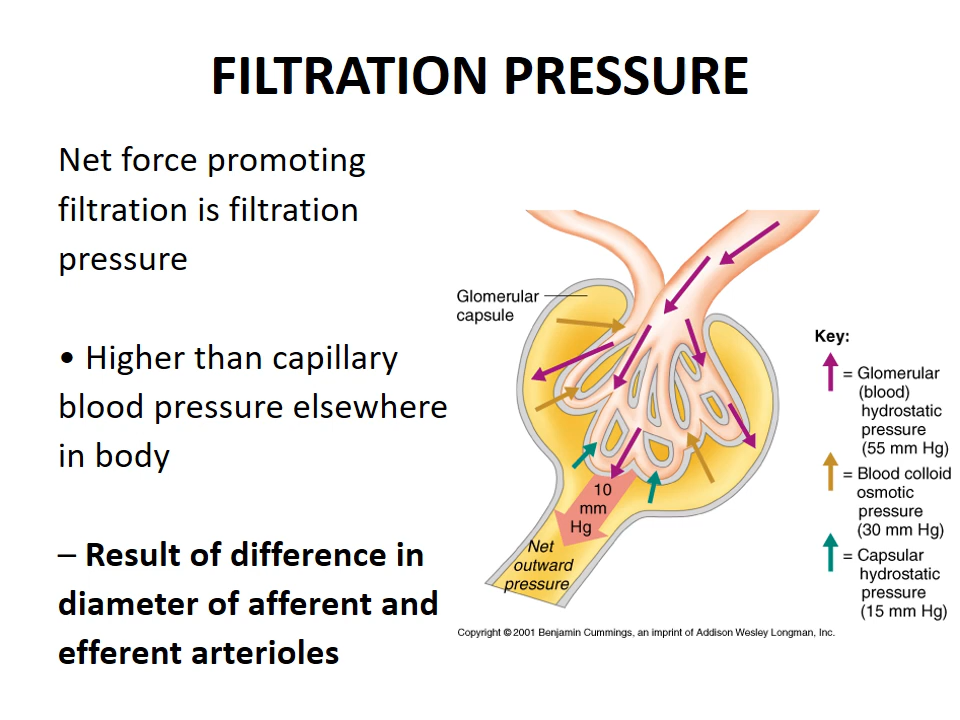 FILTRATION PRESSURE
Net force promoting
filtration is filtration
pressure
• Higher than capillary
blood pressure elsewhere
in body
– Result of difference in
diameter of afferent and
efferent arterioles
Glomerular
capsule
10
mm
Hg
Net
outward
pressure
Key:
= Glomerular
(blood)
hydrostatic
pressure
(55 mm Hg)
= Blood colloid
osmotic
pressure
(30 mm Hg)
= Capsular
hydrostatic
pressure
(15 mm Hg)
Copyright © 2001 Benjamin Cummings, an imprint of Addison Wesley Longman, Inc.